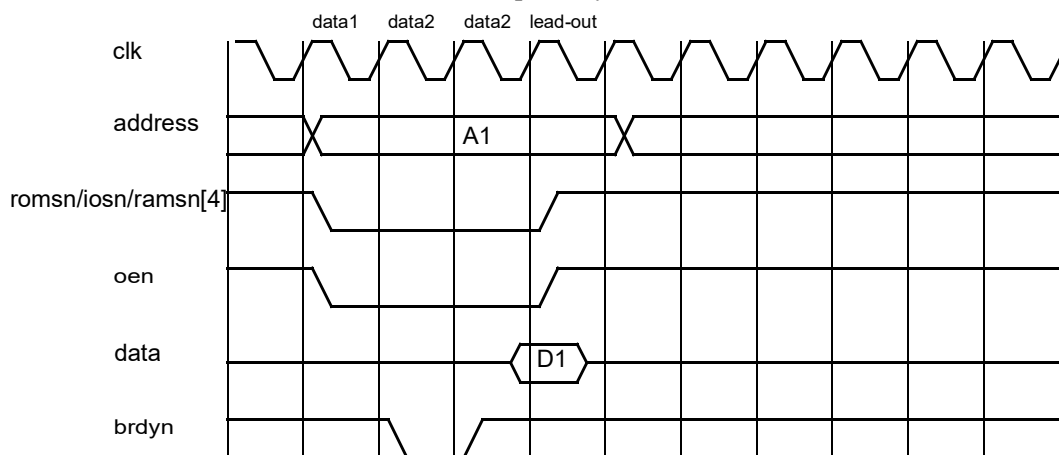 data1 data2 data2 lead-out
clk
address
A1
romsn/iosn/ramsn[4]
oen
data
D1
brdyn